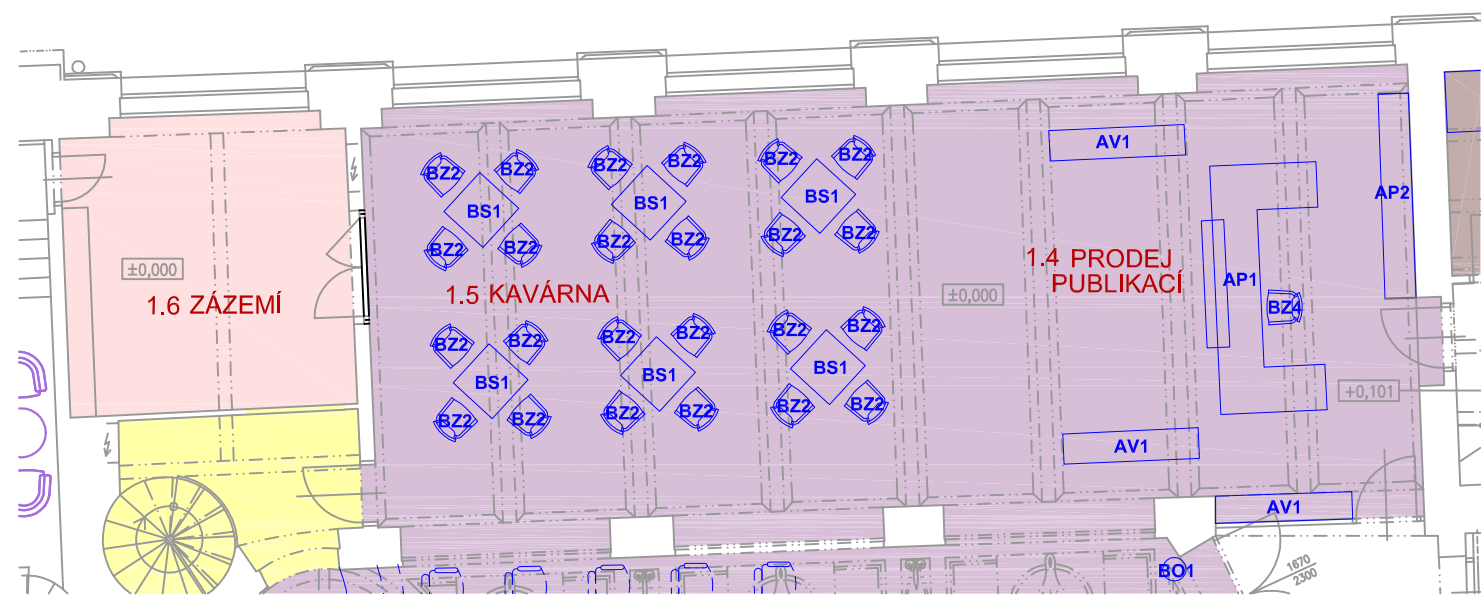 AV1
BZ2 BZ2 BZ2 BZ2 BZ2 BZ2
AP2
BS1 BS1 BS1
BZ2 BZ2 BZ2 BZ2 BZ2 BZ2
±0,000
1.6 ZÁZEMÍ
1.5 KAVÁRNA
±0,000
1.4 PRODEJ
PUBLIKACÍ
AP1
BZ4
BZ2 BZ2 BZ2 BZ2 BZ2 BZ2
BS1 BS1 BS1
BZ2 BZ2 BZ2 BZ2 BZ2 BZ2
+0,101
AV1
AV1
BO1
1670
2300